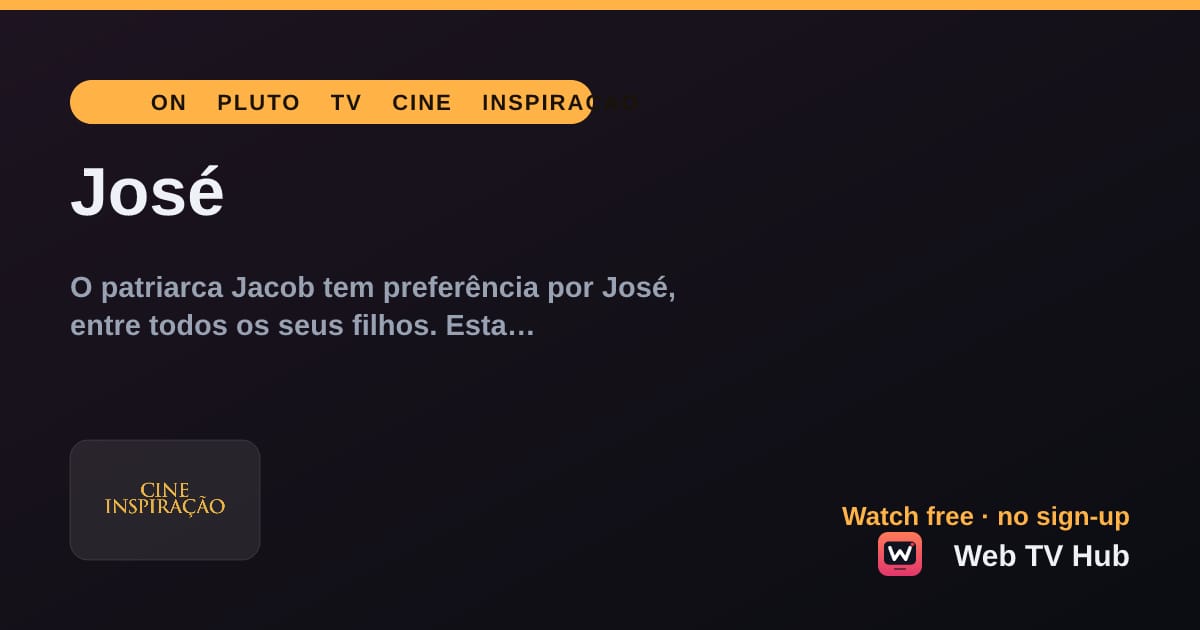 ON PLUTO TV CINE INSPIRAÇÃO
José
O patriarca Jacob tem preferência por José,
entre todos os seus filhos. Esta…
CINE
INSPIRAÇÃO
Watch free · no sign-up
W
Web TV Hub